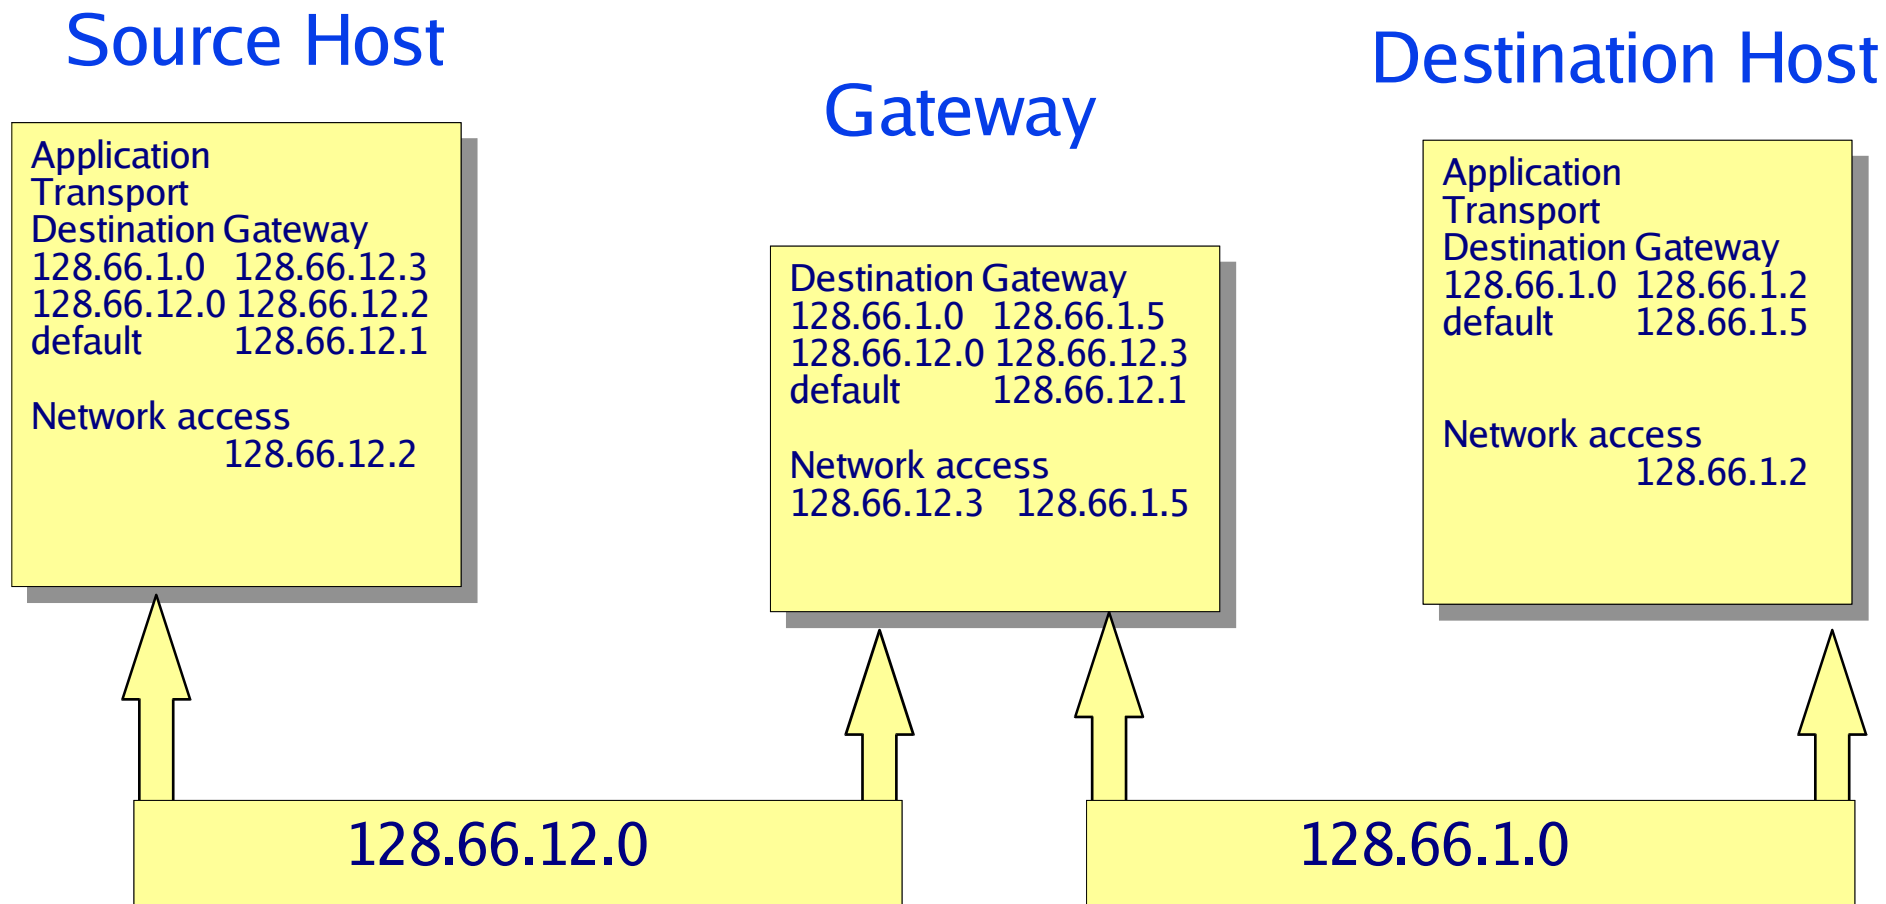 Source Host
Gateway
Destination Host
Application
Transport
Destination Gateway
128.66.1.0 128.66.12.3
128.66.12.0 128.66.12.2
default 128.66.12.1
Network access
128.66.12.2
Destination Gateway
128.66.1.0 128.66.1.5
128.66.12.0 128.66.12.3
default 128.66.12.1
Network access
128.66.12.3 128.66.1.5
Application
Transport
Destination Gateway
128.66.1.0 128.66.1.2
default 128.66.1.5
Network access
128.66.1.2
128.66.12.0
128.66.1.0